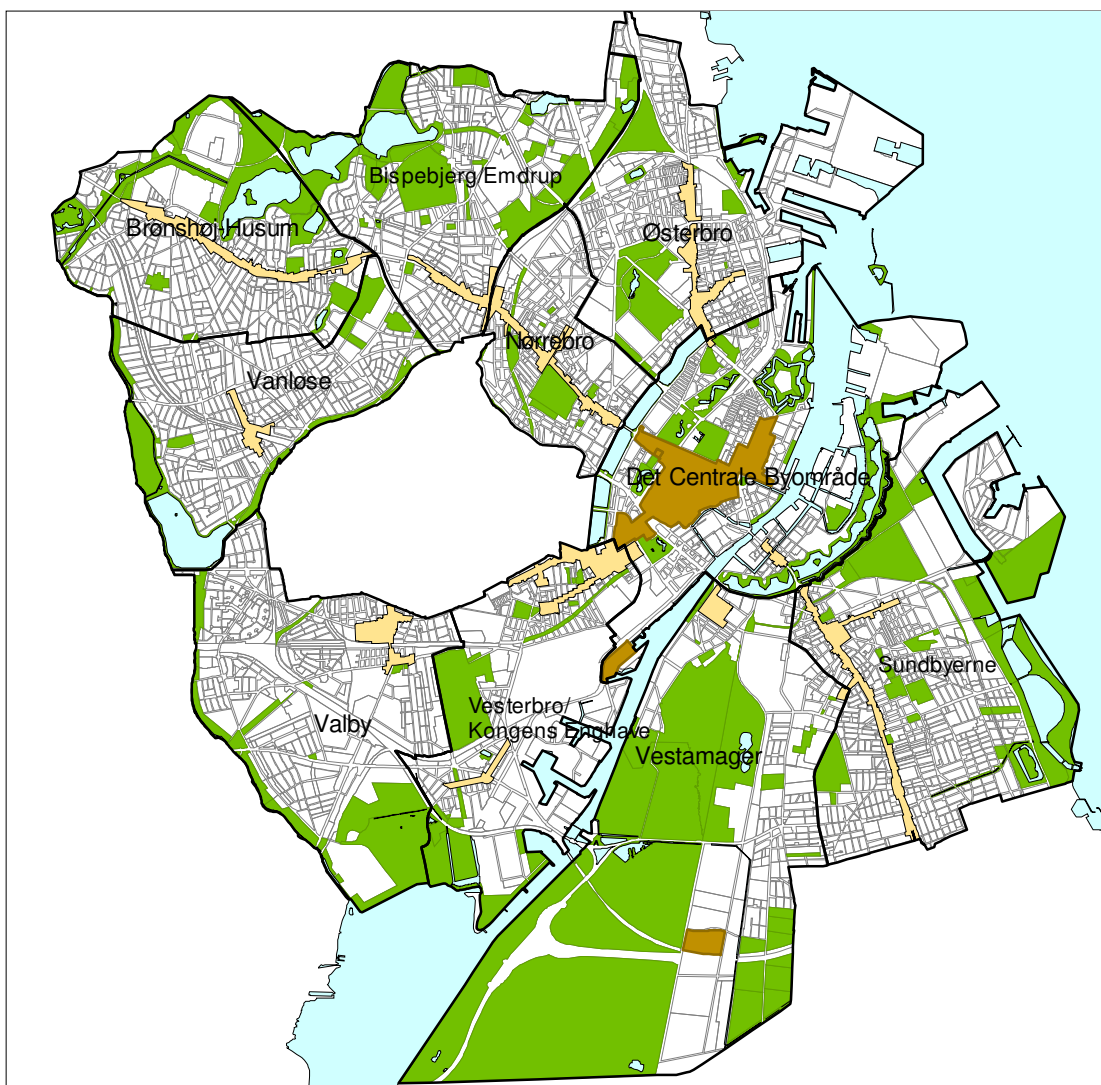 Bispebjerg/Emdrup
Brønshøj-Husum
Østerbro
Nørrebro
Vanløse
Det Centrale Byområde
Sundbyerne
Vesterbro/
Kongens Enghave
Valby
Vestamager